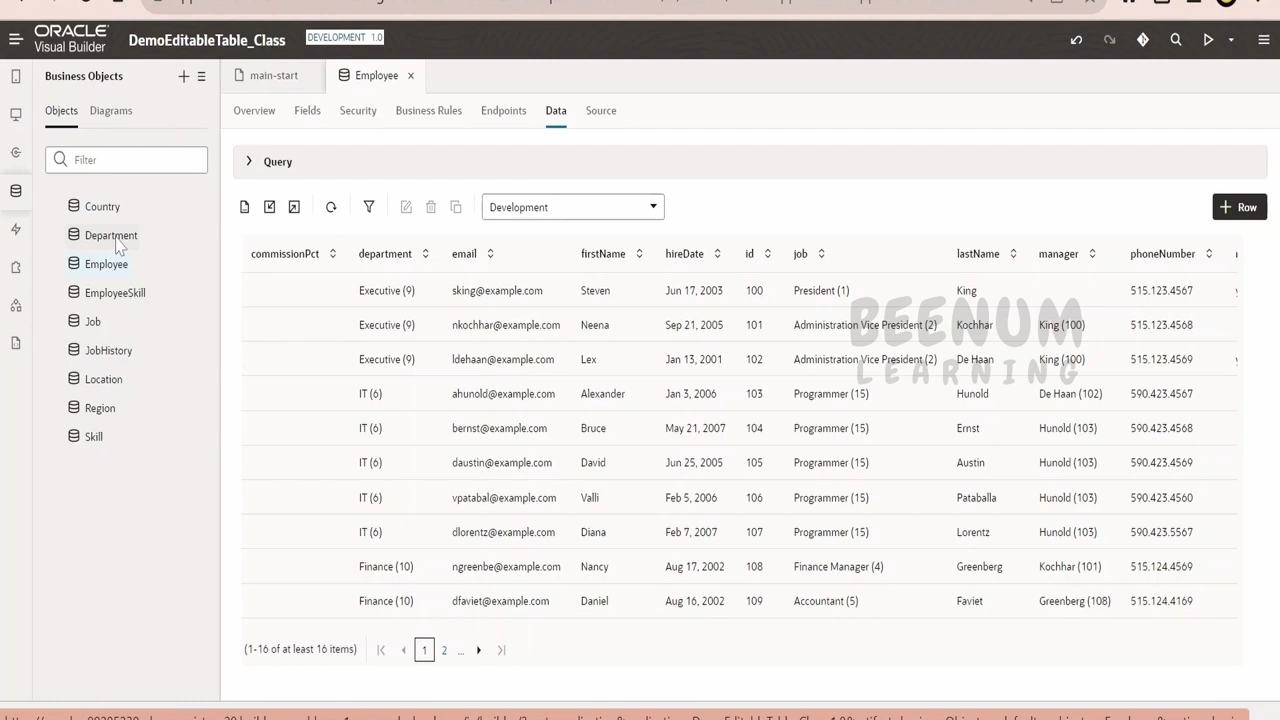 ORACLE
Visual Builder
DemoEditableTable_Class
DEVELOPMENT 1.0
Business Objects
main-start
Employee
Objects
Diagrams
Overview
Fields
Security
Business Rules
Endpoints
Data
Source
Filter
Query
Country
Department
Employee
EmployeeSkill
Job
JobHistory
Location
Region
Skill
Development
Row
commissionPct department email firstName hireDate id job lastName manager phoneNumber
Executive (9) sking@example.com Steven Jun 17, 2003 100 President (1) King 515.123.4567
Executive (9) nkochhar@example.com Neena Sep 21, 2005 101 Administration Vice President (2) Kochhar King (100) 515.123.4568
Executive (9) ldehaan@example.com Lex Jan 13, 2001 102 Administration Vice President (2) De Haan King (100) 515.123.4569
IT (6) ahunold@example.com Alexander Jan 3, 2006 103 Programmer (15) Hunold De Haan (102) 590.423.4567
IT (6) bernst@example.com Bruce May 21, 2007 104 Programmer (15) Ernst Hunold (103) 590.423.4568
IT (6) daustin@example.com David Jun 25, 2005 105 Programmer (15) Austin Hunold (103) 590.423.4569
IT (6) vpatabal@example.com Valli Feb 5, 2006 106 Programmer (15) Pataballa Hunold (103) 590.423.4560
IT (6) dlorentz@example.com Diana Feb 7, 2007 107 Programmer (15) Lorentz Hunold (103) 590.423.5567
Finance (10) ngreenbe@example.com Nancy Aug 17, 2002 108 Finance Manager (4) Greenberg Kochhar (101) 515.124.4569
Finance (10) dfaviet@example.com Daniel Aug 16, 2002 109 Accountant (5) Faviet Greenberg (108) 515.124.4169
BEENUM
LEARNING
(1-16 of at least 16 items)
1 2 ...